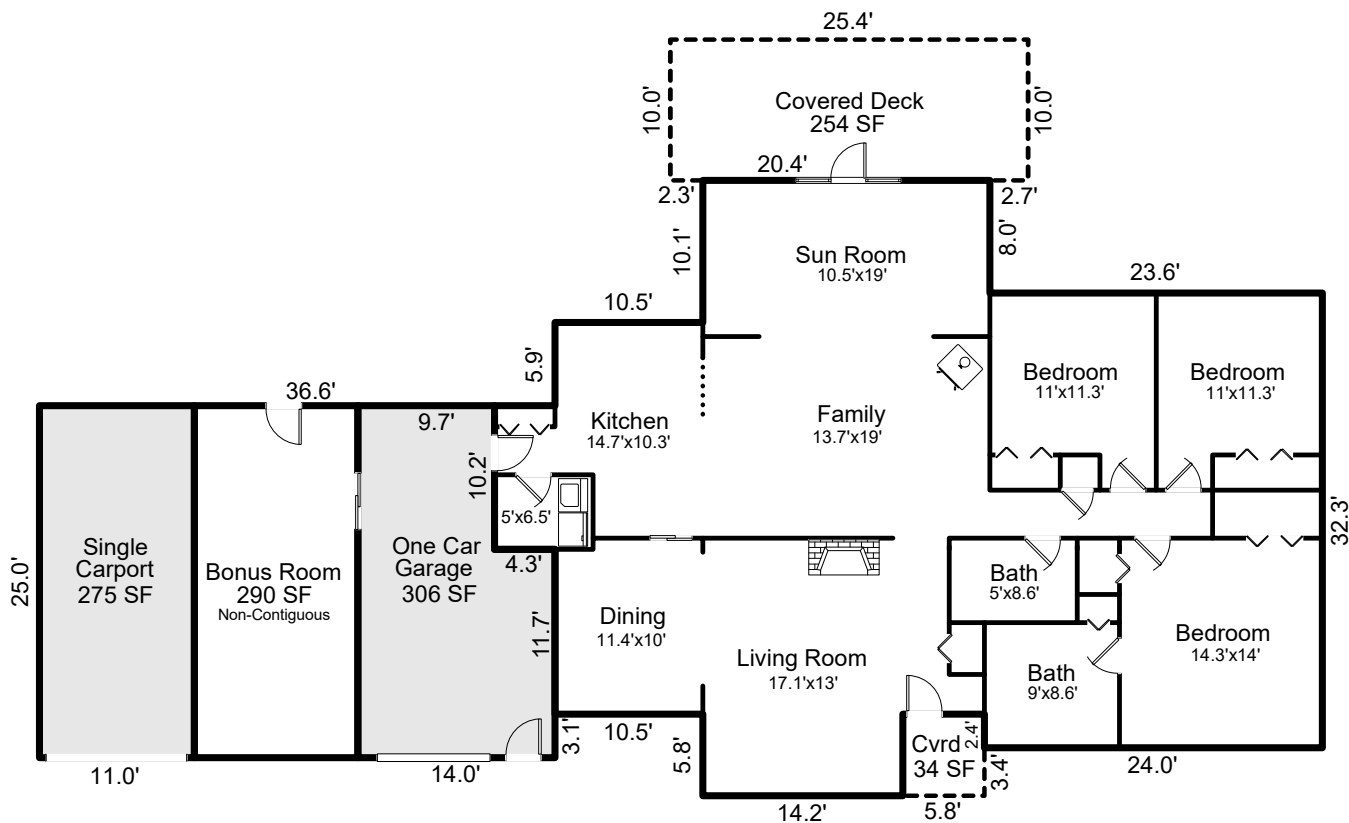 25.4'
10.0'
Covered Deck
254 SF
10.0'
20.4'
2.3'
2.7'
10.1'
Sun Room
10.5'x19'
8.0'
23.6'
10.5'
5.9'
Bedroom
11'x11.3'
Bedroom
11'x11.3'
36.6'
9.7'
Kitchen
14.7'x10.3'
Family
13.7'x19'
10.2'
5'x6.5'
32.3'
25.0'
Single
Carport
275 SF
Bonus Room
290 SF
Non-Contiguous
One Car
Garage
306 SF
4.3'
11.7'
Dining
11.4'x10'
Bath
5'x8.6'
Living Room
17.1'x13'
Bath
9'x8.6'
Bedroom
14.3'x14'
3.1'
10.5'
5.8'
Cvrd
34 SF
2.4'
3.4'
11.0'
14.0'
14.2'
5.8'
24.0'